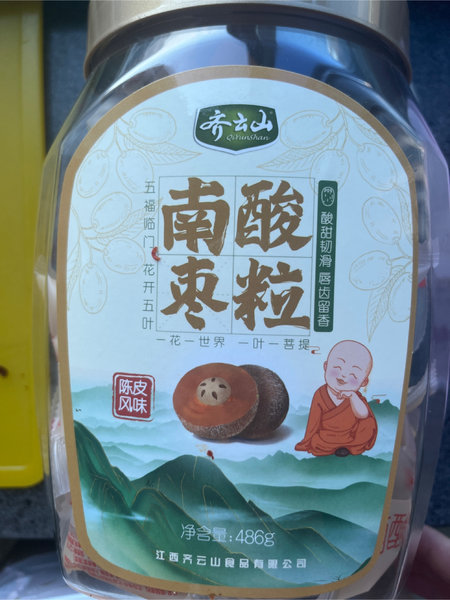 齐云山
QiYunshan
五福临门
花开五叶
南酸
枣粒
酸甜韧滑 唇齿留香
一花一世界 一叶一菩提
陈皮
风味
净含量:486g
江西齐云山食品有限公司